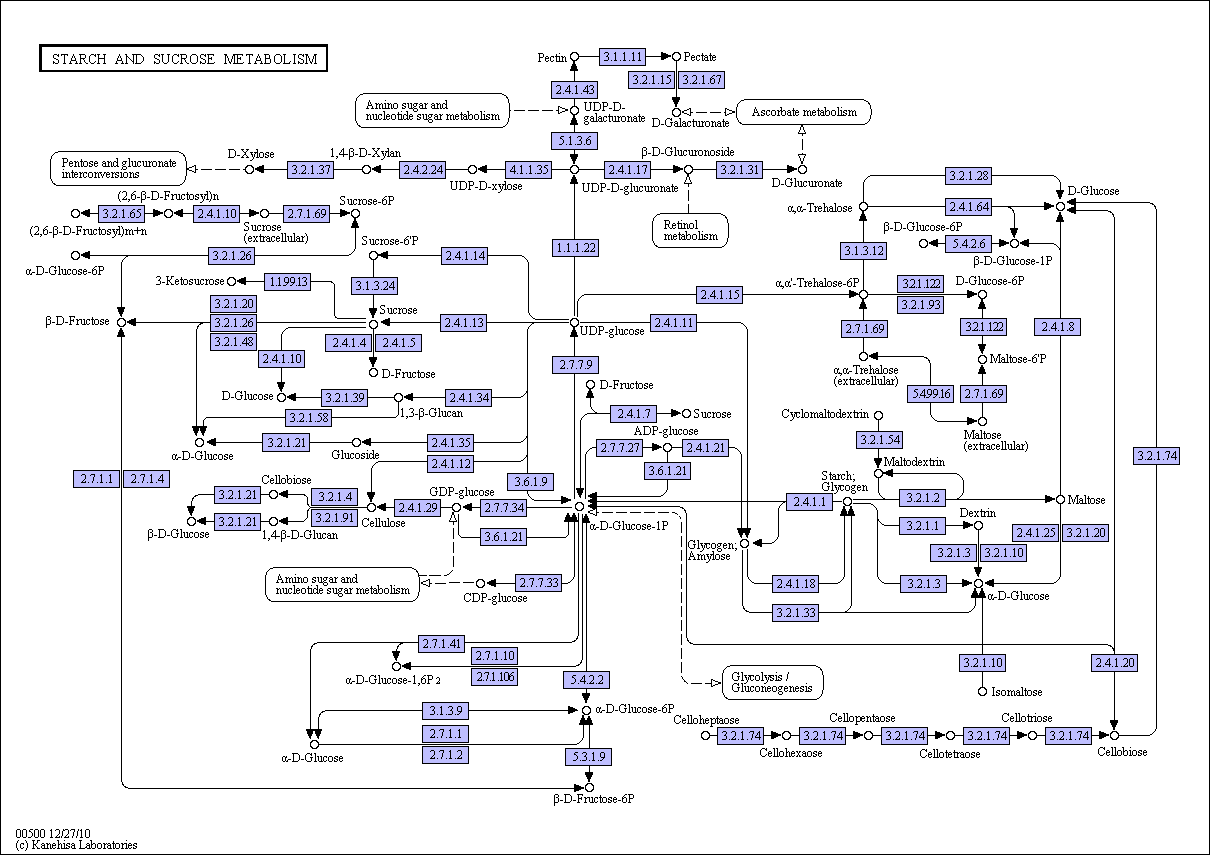 STARCH AND SUCROSE METABOLISM
Pectin
3.1.1.11
Pectate
3.2.1.15
3.2.1.67
2.4.1.43
Amino sugar and
nucleotide sugar metabolism
UDP-D-
galacturonate
D-Galacturonate
Ascorbate metabolism
5.1.3.6
Pentose and glucuronate
interconversions
D-Xylose
3.2.1.37
1,4-β-D-Xylan
2.4.2.24
UDP-D-xylose
4.1.1.35
UDP-D-glucuronate
2.4.1.17
β-D-Glucuronoside
3.2.1.31
D-Glucuronate
Retinol
metabolism
3.2.1.28
D-Glucose
α,α-Trehalose
2.4.1.64
β-D-Glucose-6P
5.4.2.6
β-D-Glucose-1P
3.1.3.12
(2,6-β-D-Fructosyl)n
3.2.1.65
2.4.1.10
2.7.1.69
Sucrose-6P
(2,6-β-D-Fructosyl)m+n
Sucrose
(extracellular)
α-D-Glucose-6P
3.2.1.26
Sucrose-6'P
2.4.1.14
1.1.1.22
3-Ketosucrose
1.1.99.13
3.1.3.24
α,α'-Trehalose-6P
3.2.1.122
3.2.1.93
D-Glucose-6P
2.4.1.15
3.2.1.20
3.2.1.26
3.2.1.48
β-D-Fructose
Sucrose
2.4.1.13
UDP-glucose
2.4.1.11
2.7.1.69
3.2.1.122
2.4.1.8
2.4.1.10
2.4.1.4
2.4.1.5
D-Fructose
2.7.7.9
α,α-Trehalose
(extracellular)
Maltose-6'P
5.4.99.16
2.7.1.69
Maltose
(extracellular)
D-Glucose
3.2.1.39
1,3-β-Glucan
2.4.1.34
3.2.1.58
D-Fructose
2.4.1.7
Sucrose
Cyclomaltodextrin
3.2.1.54
α-D-Glucose
3.2.1.21
Glucoside
2.4.1.35
ADP-glucose
2.7.7.27
2.4.1.21
3.6.1.21
Maltodextrin
3.2.1.74
2.4.1.12
2.7.1.1
2.7.1.4
Cellobiose
3.2.1.21
3.2.1.4
GDP-glucose
3.6.1.9
Starch;
Glycogen
2.4.1.1
3.2.1.2
Maltose
β-D-Glucose
3.2.1.21
1,4-β-D-Glucan
3.2.1.91
Cellulose
2.4.1.29
2.7.7.34
α-D-Glucose-1P
3.2.1.1
Dextrin
3.6.1.21
Glycogen;
Amylose
3.2.1.3
3.2.1.10
2.4.1.25
3.2.1.20
Amino sugar and
nucleotide sugar metabolism
CDP-glucose
2.7.7.33
2.4.1.18
3.2.1.3
α-D-Glucose
3.2.1.33
2.7.1.41
2.7.1.10
2.7.1.106
α-D-Glucose-1,6P2
5.4.2.2
Glycolysis /
Gluconeogenesis
3.2.1.10
2.4.1.20
Isomaltose
3.1.3.9
α-D-Glucose-6P
2.7.1.1
2.7.1.2
α-D-Glucose
5.3.1.9
β-D-Fructose-6P
Celloheptaose
3.2.1.74
Cellohexaose
3.2.1.74
Cellopentaose
3.2.1.74
Cellotetraose
3.2.1.74
Cellotriose
3.2.1.74
Cellobiose
00500 12/27/10
(c) Kanehisa Laboratories